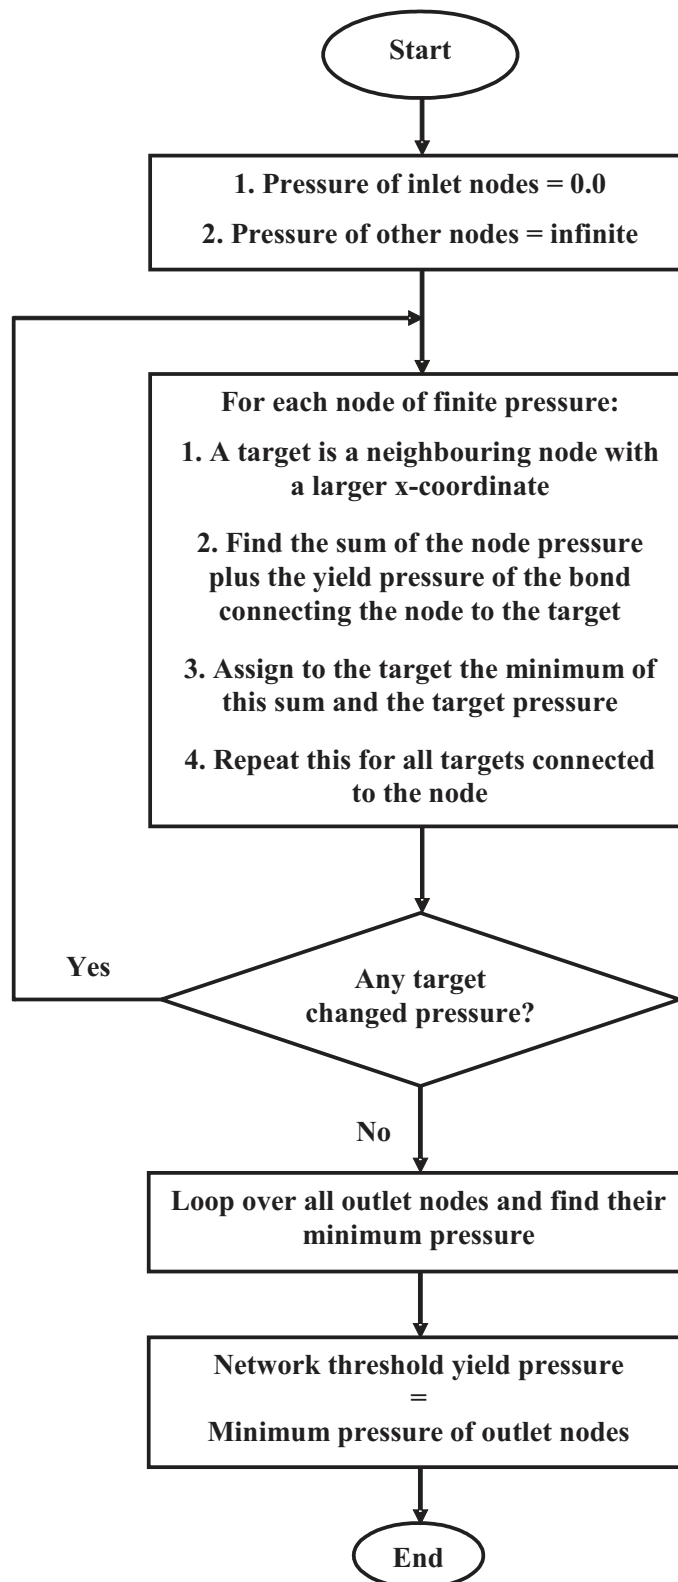 Start
1. Pressure of inlet nodes = 0.0
2. Pressure of other nodes = infinite
For each node of finite pressure:
1. A target is a neighbouring node with
a larger x-coordinate
2. Find the sum of the node pressure
plus the yield pressure of the bond
connecting the node to the target
3. Assign to the target the minimum of
this sum and the target pressure
4. Repeat this for all targets connected
to the node
Yes
Any target
changed pressure?
No
Loop over all outlet nodes and find their
minimum pressure
Network threshold yield pressure
=
Minimum pressure of outlet nodes
End